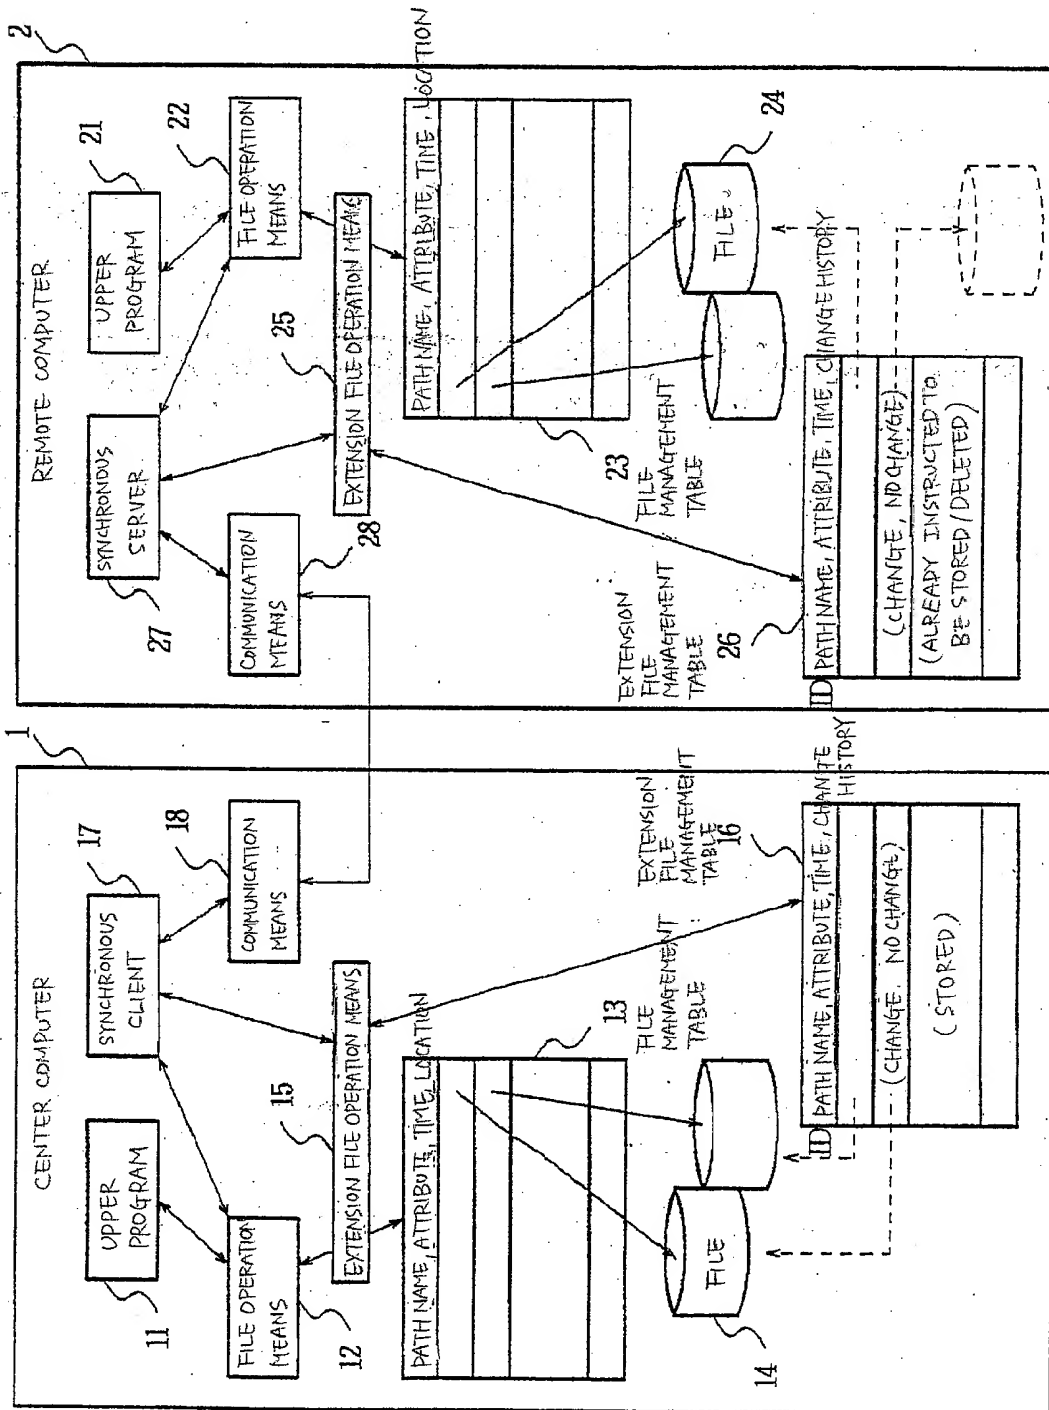 1
CENTER COMPUTER
11
UPPER
PROGRAM
17
SYNCHRONOUS
CLIENT
12
FILE OPERATION
MEANS
18
COMMUNICATION
MEANS
15
EXTENSION FILE OPERATION MEANS
PATH NAME, ATTRIBUTE, TIME, LOCATION
13
FILE
MANAGEMENT
TABLE
14
FILE
EXTENSION
FILE
MANAGEMENT
TABLE
16
ID PATH NAME, ATTRIBUTE, TIME, CHANGE
HISTORY
(CHANGE. NO CHANGE)
(STORED)
2
REMOTE COMPUTER
27
SYNCHRONOUS
SERVER
21
UPPER
PROGRAM
28
COMMUNICATION
MEANS
22
FILE OPERATION
MEANS
25
EXTENSION FILE OPERATION MEANS
PATH NAME, ATTRIBUTE, TIME, LOCATION
23
FILE
MANAGEMENT
TABLE
24
FILE
EXTENSION
FILE
MANAGEMENT
TABLE
26
ID PATH NAME, ATTRIBUTE, TIME, CHANGE HISTORY
(CHANGE, NO CHANGE)
(ALREADY INSTRUCTED TO
BE STORED/DELETED)